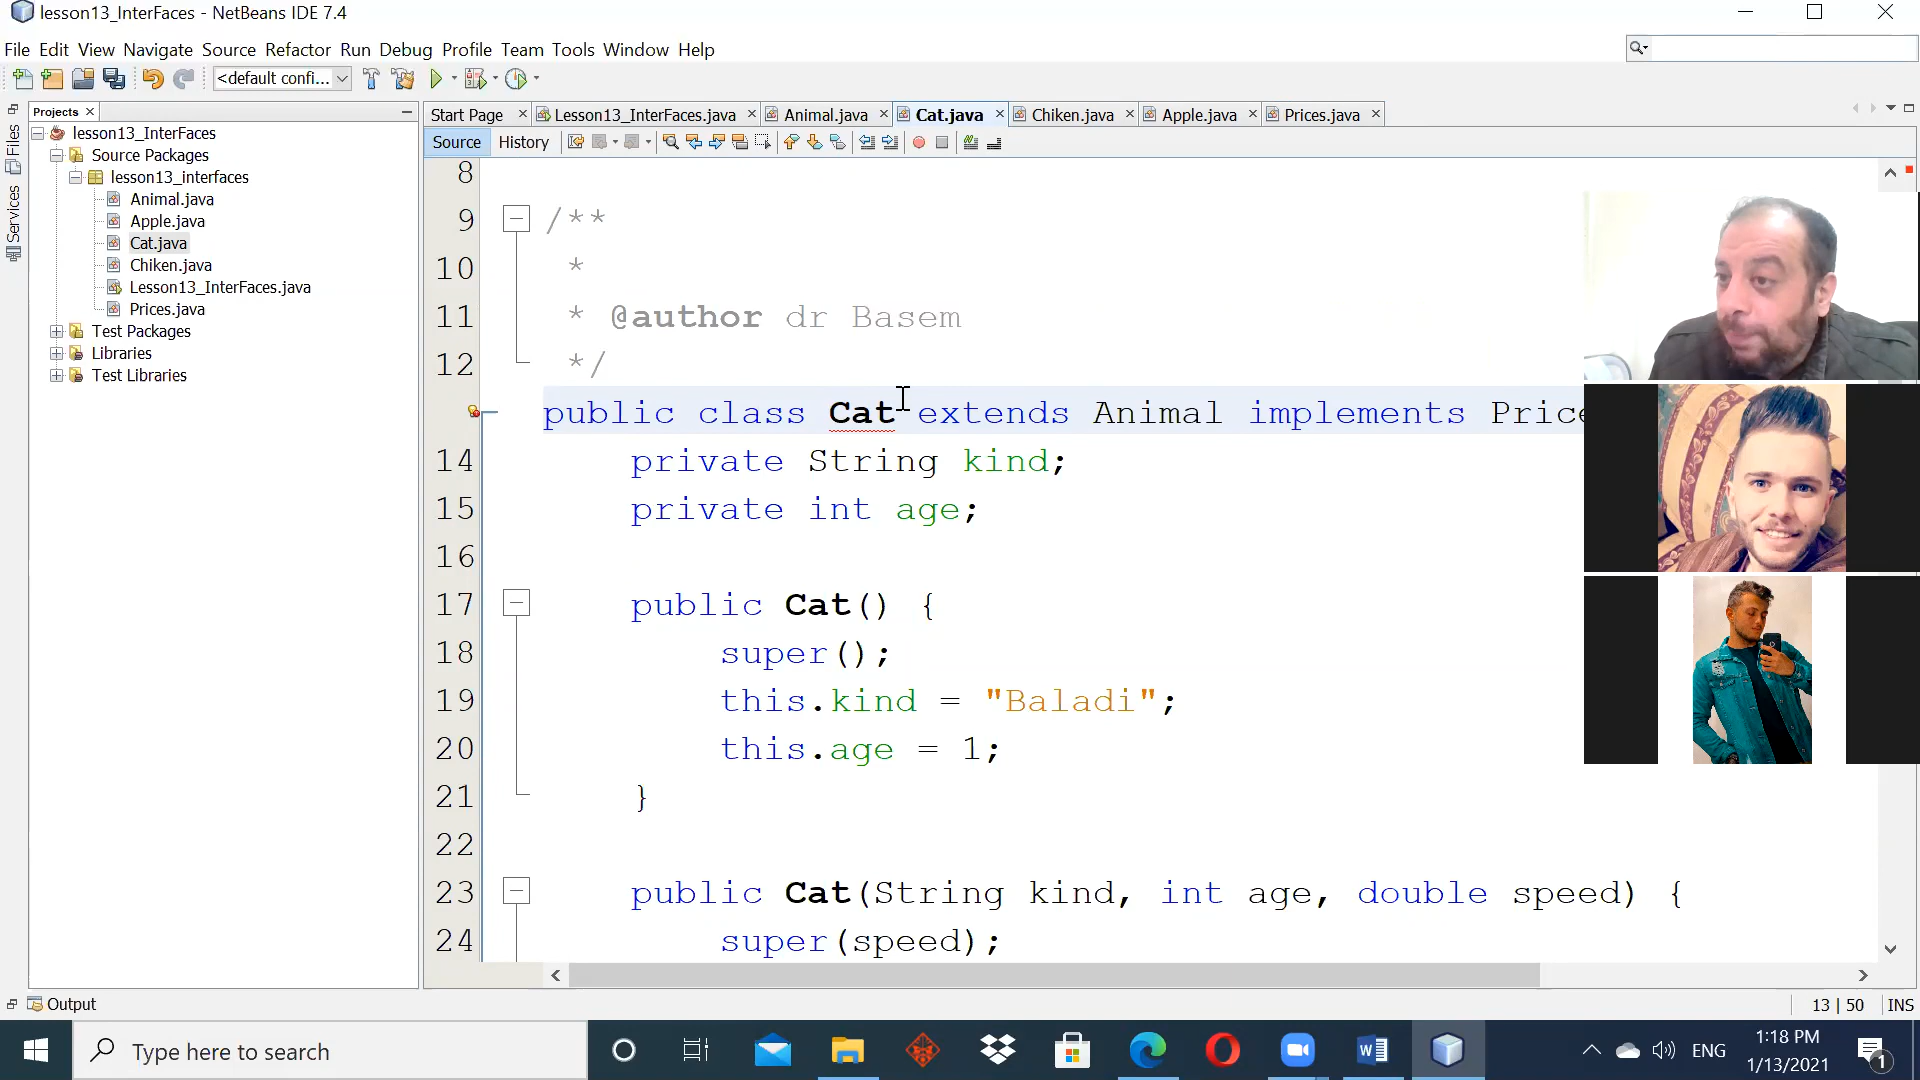 lesson13_InterFaces - NetBeans IDE 7.4
File Edit View Navigate Source Refactor Run Debug Profile Team Tools Window Help
<default confi...
Files
Services
Projects
lesson13_InterFaces
Source Packages
lesson13_interfaces
Animal.java
Apple.java
Cat.java
Chiken.java
Lesson13_InterFaces.java
Prices.java
Test Packages
Libraries
Test Libraries
Start Page Lesson13_InterFaces.java Animal.java Cat.java Chiken.java Apple.java Prices.java
Source History
8
9 /**
10 *
11 * @author dr Basem
12 */
public class Cat extends Animal implements Price
14 private String kind;
15 private int age;
16
17 public Cat() {
18 super();
19 this.kind = "Baladi";
20 this.age = 1;
21 }
22
23 public Cat(String kind, int age, double speed) {
24 super(speed);
Output
13 | 50 INS
Type here to search
ENG
1:18 PM
1/13/2021
1